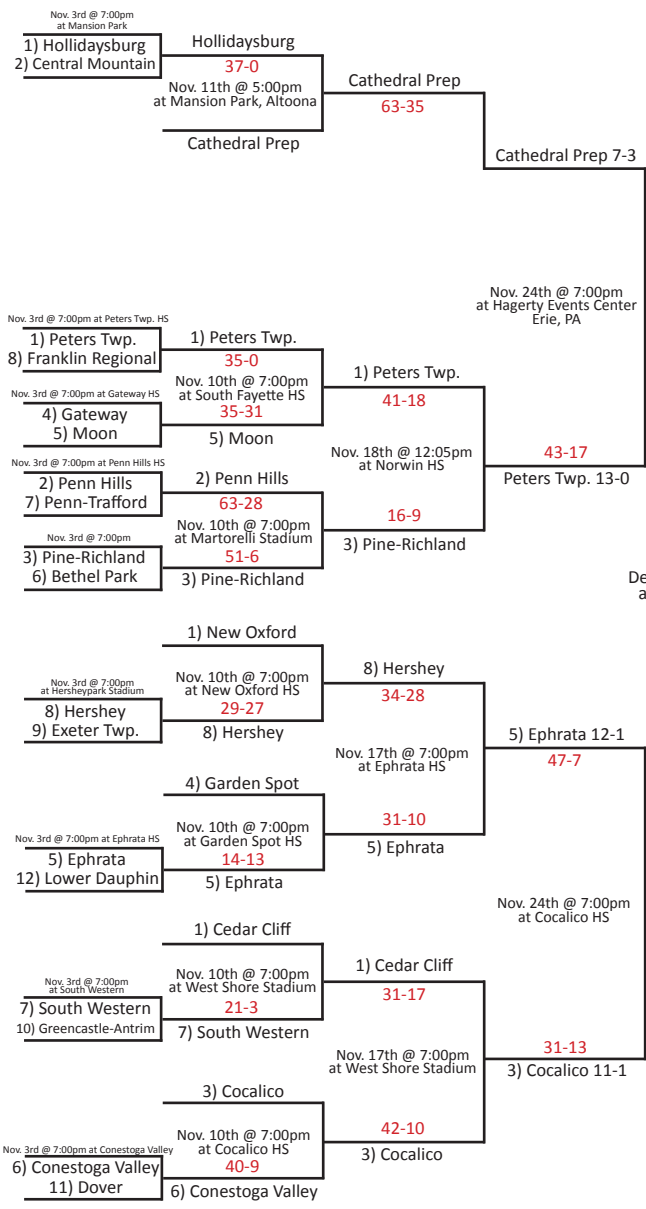 Nov. 3rd @ 7:00pm
at Mansion Park
1) Hollidaysburg
2) Central Mountain
Hollidaysburg
37-0
Nov. 11th @ 5:00pm
at Mansion Park, Altoona
Cathedral Prep
Cathedral Prep
63-35
Cathedral Prep 7-3
Nov. 24th @ 7:00pm
at Hagerty Events Center
Erie, PA
Nov. 3rd @ 7:00pm at Peters Twp. HS
1) Peters Twp.
8) Franklin Regional
1) Peters Twp.
35-0
Nov. 10th @ 7:00pm
at South Fayette HS
35-31
5) Moon
Nov. 3rd @ 7:00pm at Gateway HS
4) Gateway
5) Moon
1) Peters Twp.
41-18
Nov. 18th @ 12:05pm
at Norwin HS
43-17
Peters Twp. 13-0
Nov. 3rd @ 7:00pm at Penn Hills HS
2) Penn Hills
7) Penn-Trafford
2) Penn Hills
63-28
Nov. 10th @ 7:00pm
at Martorelli Stadium
51-6
3) Pine-Richland
16-9
3) Pine-Richland
Nov. 3rd @ 7:00pm
3) Pine-Richland
6) Bethel Park
De
a
1) New Oxford
Nov. 10th @ 7:00pm
at New Oxford HS
29-27
8) Hershey
Nov. 3rd @ 7:00pm
at Hersheypark Stadium
8) Hershey
9) Exeter Twp.
8) Hershey
34-28
Nov. 17th @ 7:00pm
at Ephrata HS
5) Ephrata 12-1
47-7
4) Garden Spot
Nov. 10th @ 7:00pm
at Garden Spot HS
14-13
5) Ephrata
31-10
5) Ephrata
Nov. 3rd @ 7:00pm at Ephrata HS
5) Ephrata
12) Lower Dauphin
Nov. 24th @ 7:00pm
at Cocalico HS
1) Cedar Cliff
Nov. 10th @ 7:00pm
at West Shore Stadium
21-3
7) South Western
Nov. 3rd @ 7:00pm
at South Western
7) South Western
10) Greencastle-Antrim
1) Cedar Cliff
31-17
Nov. 17th @ 7:00pm
at West Shore Stadium
31-13
3) Cocalico 11-1
3) Cocalico
Nov. 10th @ 7:00pm
at Cocalico HS
40-9
6) Conestoga Valley
42-10
3) Cocalico
Nov. 3rd @ 7:00pm at Conestoga Valley
6) Conestoga Valley
11) Dover